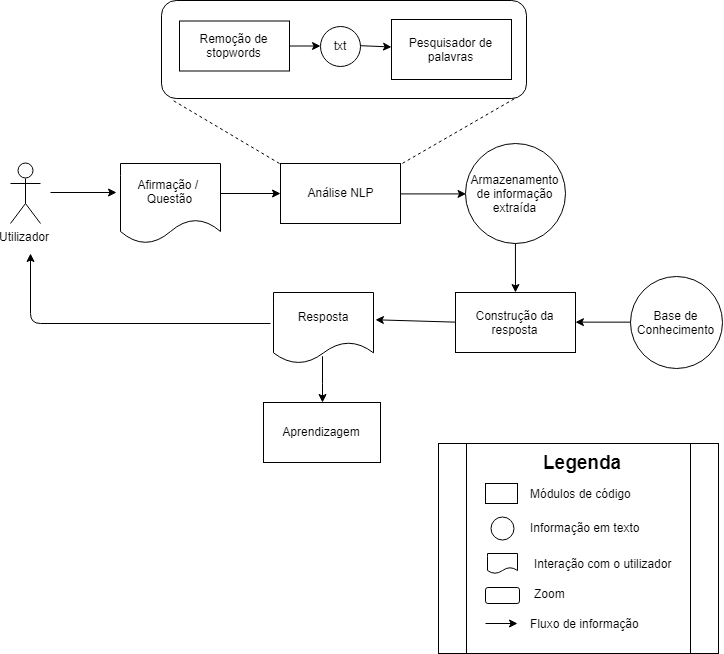 Remoção de
stopwords
txt
Pesquisador de
palavras
Utilizador
Afirmação /
Questão
Análise NLP
Armazenamento
de informação
extraída
Resposta
Construção da
resposta
Base de
Conhecimento
Aprendizagem
Legenda
Módulos de código
Informação em texto
Interação com o utilizador
Zoom
Fluxo de informação